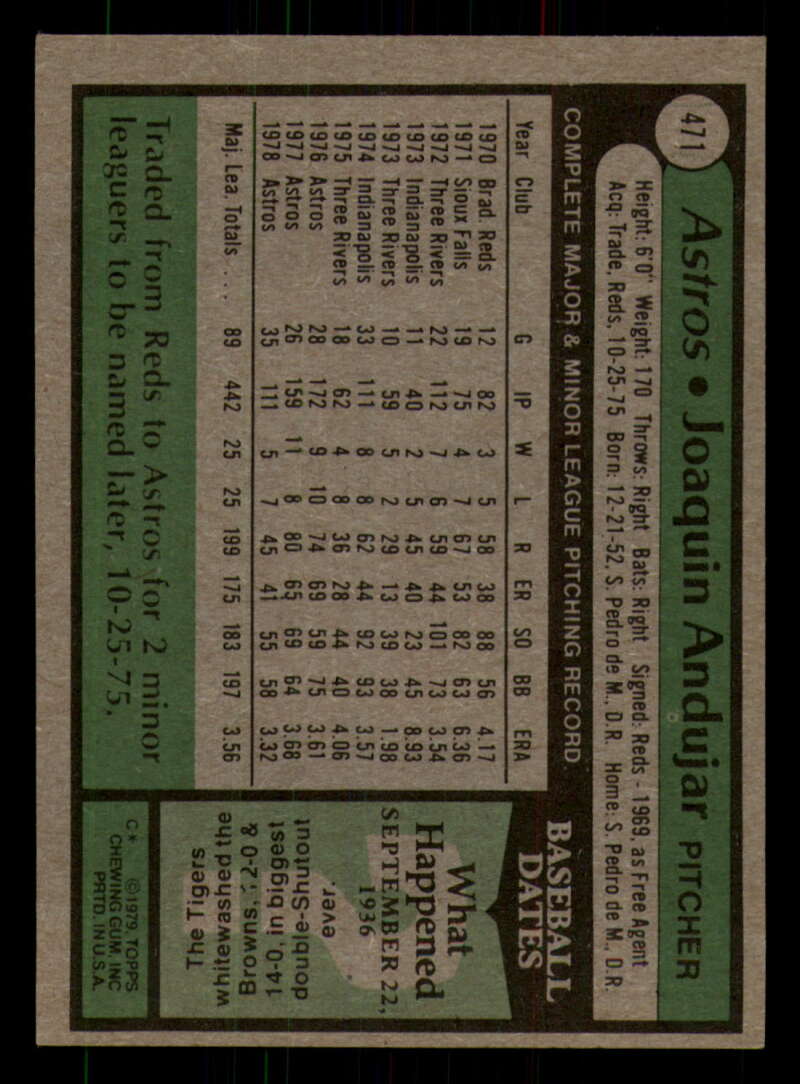 471
Astros • Joaquin Andujar PITCHER
Height: 6'0" Weight: 170 Throws: Right Bats: Right Signed: Reds - 1969, as Free Agent
Acq: Trade, Reds, 10-25-75 Born: 12-21-52, S. Pedro de M., D.R. Home: S. Pedro de M., D.R.
COMPLETE MAJOR & MINOR LEAGUE PITCHING RECORD
Year Club G IP W L R ER SO BB ERA
1970 Brad. Reds 12 82 3 5 58 38 88 56 4.17
1971 Sioux Falls 19 75 4 7 67 53 82 63 6.36
1972 Three Rivers 22 112 7 6 59 44 101 73 3.54
1973 Indianapolis 11 40 2 5 45 40 23 45 8.93
1973 Three Rivers 10 59 5 2 29 13 39 38 1.98
1974 Indianapolis 33 111 8 8 62 44 92 93 3.57
1975 Three Rivers 18 62 4 8 36 28 44 40 4.06
1976 Astros 28 172 9 10 74 69 59 75 3.61
1977 Astros 26 159 11 8 80 65 69 64 3.68
1978 Astros 35 111 5 7 45 41 55 58 3.32
Maj. Lea. Totals . . . 89 442 25 25 199 175 183 197 3.56
Traded from Reds to Astros for 2 minor
leaguers to be named later, 10-25-75.
BASEBALL
DATES
What
Happened
SEPTEMBER 22,
1936
The Tigers
whitewashed the
Browns, 12-0 &
14-0, in biggest
double-shutout
ever.
C* ©1979, TOPPS
CHEWING GUM, INC
PRTD. IN U.S.A.